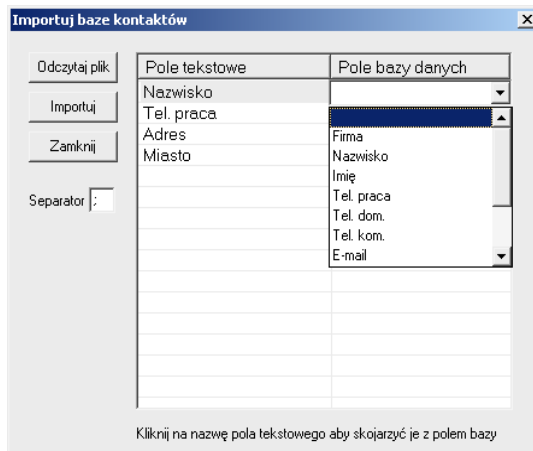 Importuj baze kontaktów
Odczytaj plik
Importuj
Zamknij
Separator ;
Pole tekstowe Pole bazy danych
Nazwisko
Tel. praca
Adres
Miasto
Firma
Nazwisko
Imię
Tel. praca
Tel. dom.
Tel. kom.
E-mail
Kliknij na nazwę pola tekstowego aby skojarzyć je z polem bazy